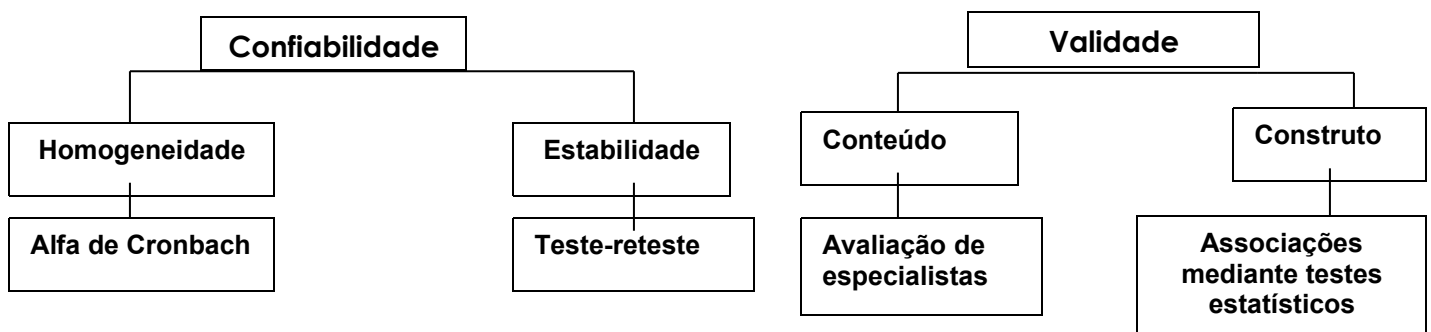 Confiabilidade
Homogeneidade
Alfa de Cronbach
Estabilidade
Teste-reteste
Validade
Conteúdo
Avaliação de
especialistas
Construto
Associações
mediante testes
estatísticos